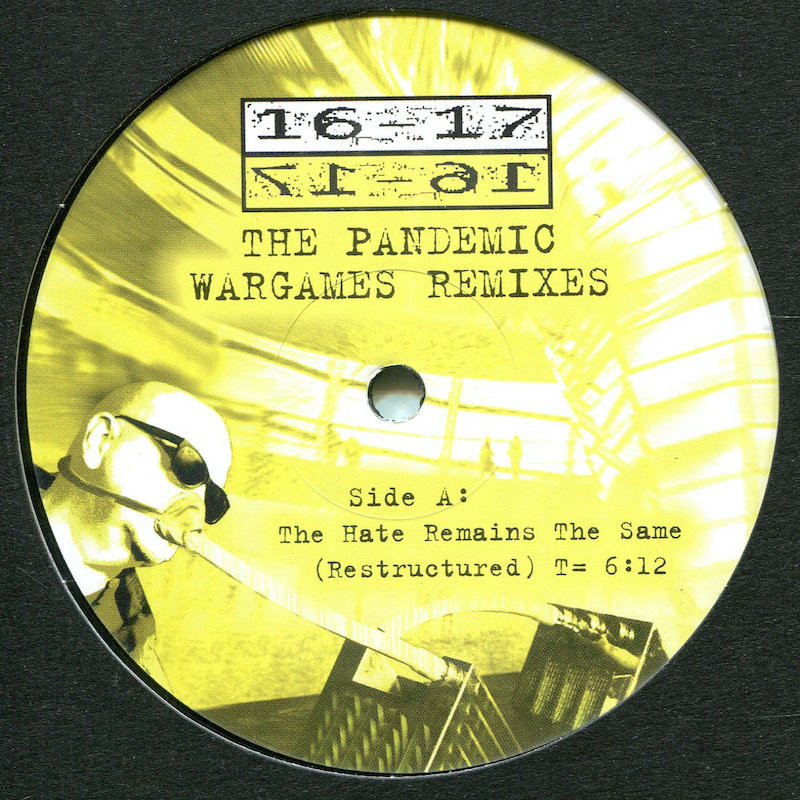 16-17
16-17
THE PANDEMIC
WARGAMES REMIXES
Side A:
The Hate Remains The Same
(Restructured) T= 6:12